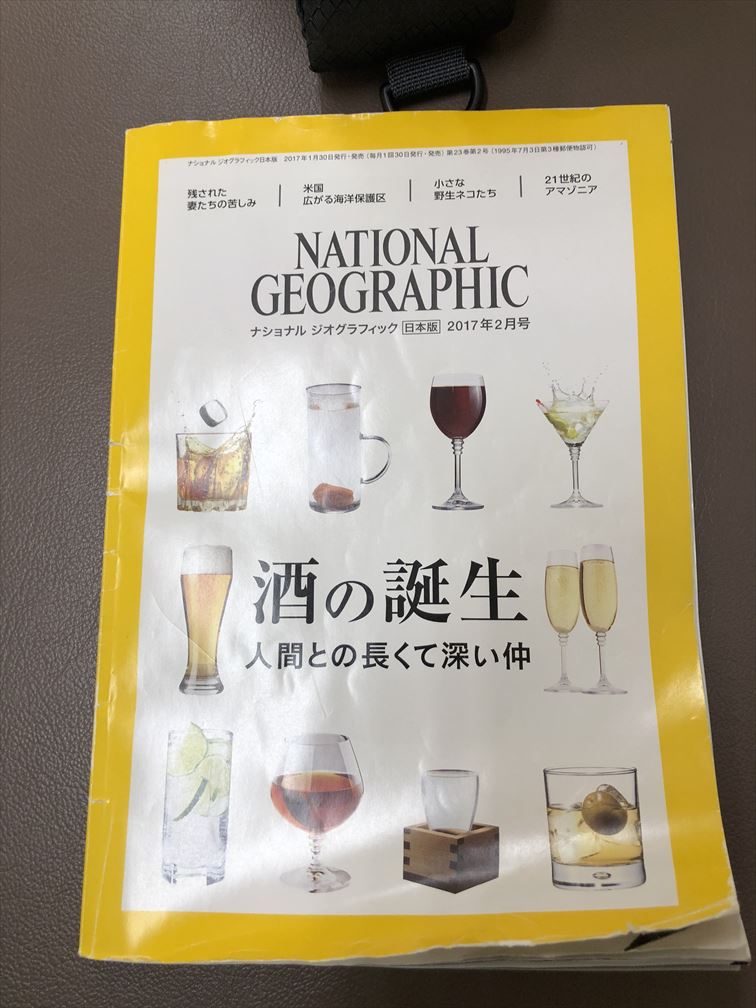 ナショナル ジオグラフィック日本版　2017年1月30日発行・発売（毎月1回30日発行・発売）第23巻第2号（1995年7月3日第3種郵便物認可）
残された
妻たちの苦しみ
米国
広がる海洋保護区
小さな
野生ネコたち
21世紀の
アマゾニア
NATIONAL
GEOGRAPHIC
ナショナル ジオグラフィック 日本版 2017年2月号
酒の誕生
人間との長くて深い仲